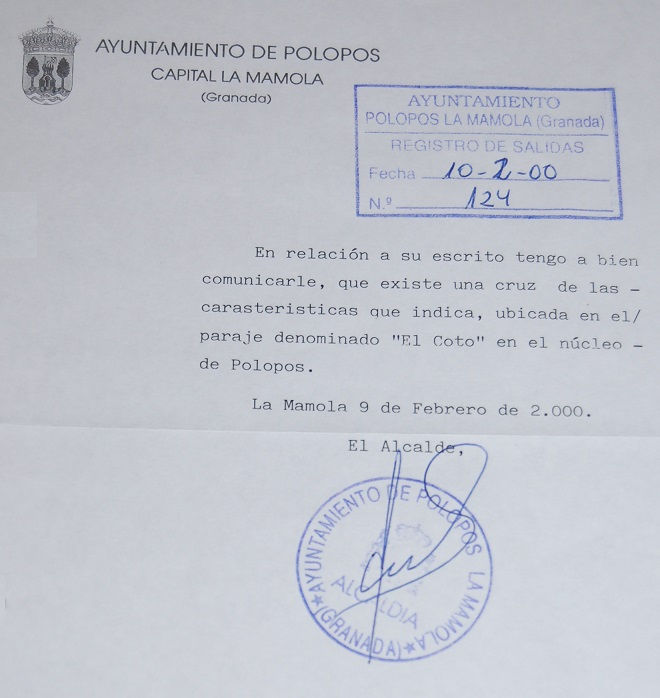 AYUNTAMIENTO DE POLOPOS
CAPITAL LA MAMOLA
(Granada)
AYUNTAMIENTO
POLOPOS LA MAMOLA (Granada)
REGISTRO DE SALIDAS
Fecha 10-2-00
N.º 124
En relación a su escrito tengo a bien
comunicarle, que existe una cruz de las -
carasteristicas que indica, ubicada en el/
paraje denominado "El Coto" en el núcleo -
de Polopos.
La Mamola 9 de Febrero de 2.000.
El Alcalde,
AYUNTAMIENTO DE POLOPOS LA MAMOLA
★(GRANADA)★
ALCALDIA